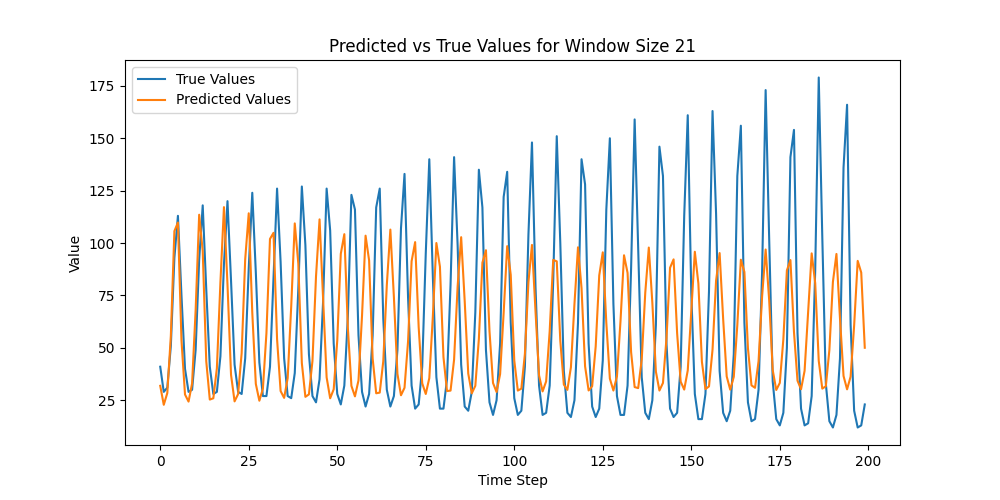 Predicted vs True Values for Window Size 21
True Values
Predicted Values
Value
175
150
125
100
75
50
25
0 25 50 75 100 125 150 175 200
Time Step